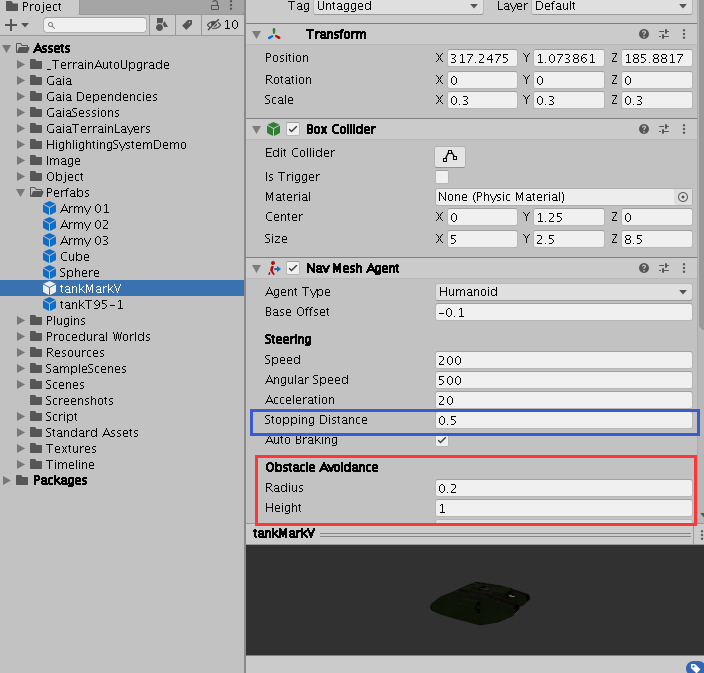 Project
10
Assets
_TerrainAutoUpgrade
Gaia
Gaia Dependencies
GaiaSessions
GaiaTerrainLayers
HighlightingSystemDemo
Image
Object
Perfabs
Army 01
Army 02
Army 03
Cube
Sphere
tankMarkV
tankT95-1
Plugins
Procedural Worlds
Resources
SampleScenes
Scenes
Screenshots
Script
Standard Assets
Textures
Timeline
Packages
Tag Untagged Layer Default
Transform
Position X 317.2475 Y 1.073861 Z 185.8817
Rotation X 0 Y 0 Z 0
Scale X 0.3 Y 0.3 Z 0.3
Box Collider
Edit Collider
Is Trigger
Material None (Physic Material)
Center X 0 Y 1.25 Z 0
Size X 5 Y 2.5 Z 8.5
Nav Mesh Agent
Agent Type Humanoid
Base Offset -0.1
Steering
Speed 200
Angular Speed 500
Acceleration 20
Stopping Distance 0.5
Auto Braking
Obstacle Avoidance
Radius 0.2
Height 1
tankMarkV